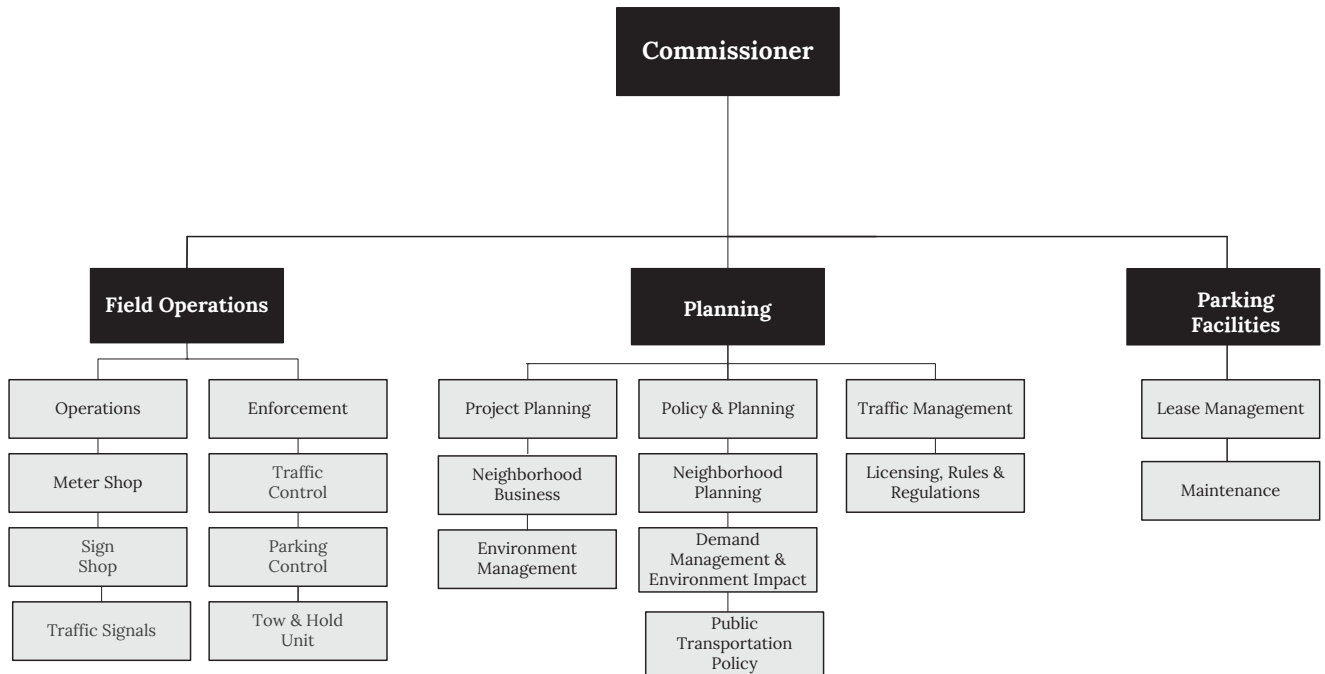 Commissioner
Field Operations
Planning
Parking
Facilities
Operations
Enforcement
Project Planning
Policy & Planning
Traffic Management
Lease Management
Meter Shop
Traffic
Control
Neighborhood
Business
Neighborhood
Planning
Licensing, Rules &
Regulations
Maintenance
Sign
Shop
Parking
Control
Environment
Management
Demand
Management &
Environment Impact
Traffic Signals
Tow & Hold
Unit
Public
Transportation
Policy